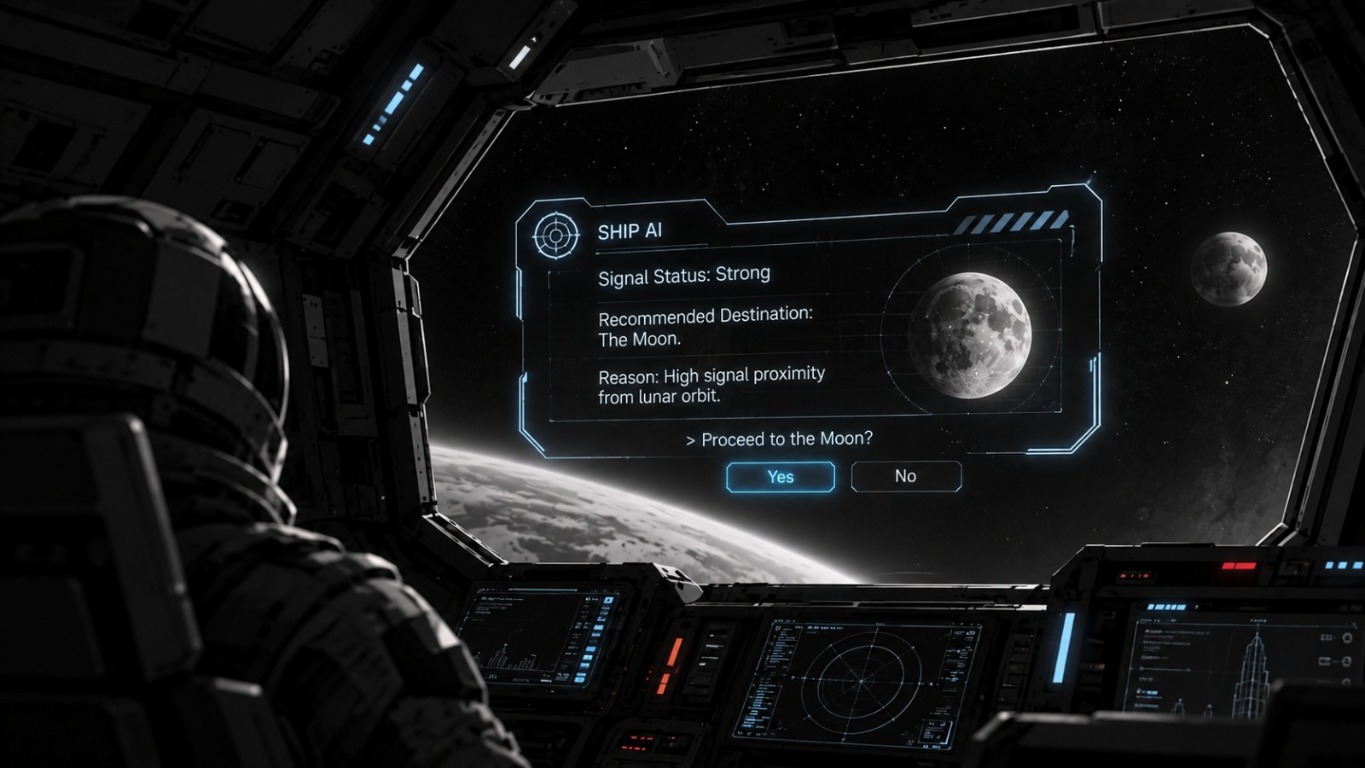 SHIP AI
Signal Status: Strong
Recommended Destination:
The Moon.
Reason: High signal proximity
from lunar orbit.
> Proceed to the Moon?
Yes
No